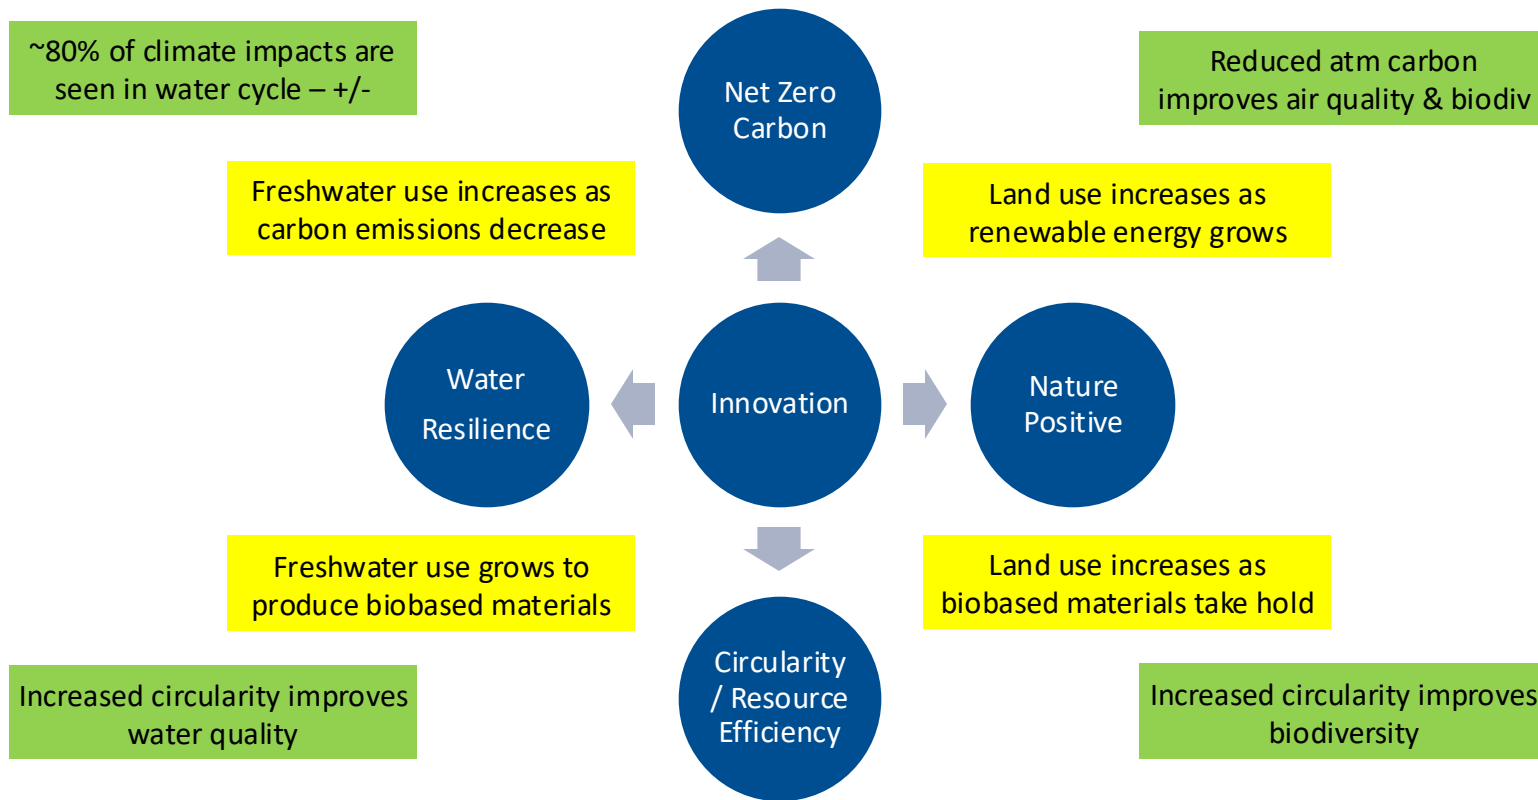 ~80% of climate impacts are
seen in water cycle – +/-
Net Zero
Carbon
Reduced atm carbon
improves air quality & biodiv
Freshwater use increases as
carbon emissions decrease
Land use increases as
renewable energy grows
Water
Resilience
Innovation
Nature
Positive
Freshwater use grows to
produce biobased materials
Land use increases as
biobased materials take hold
Circularity
/ Resource
Efficiency
Increased circularity improves
water quality
Increased circularity improves
biodiversity